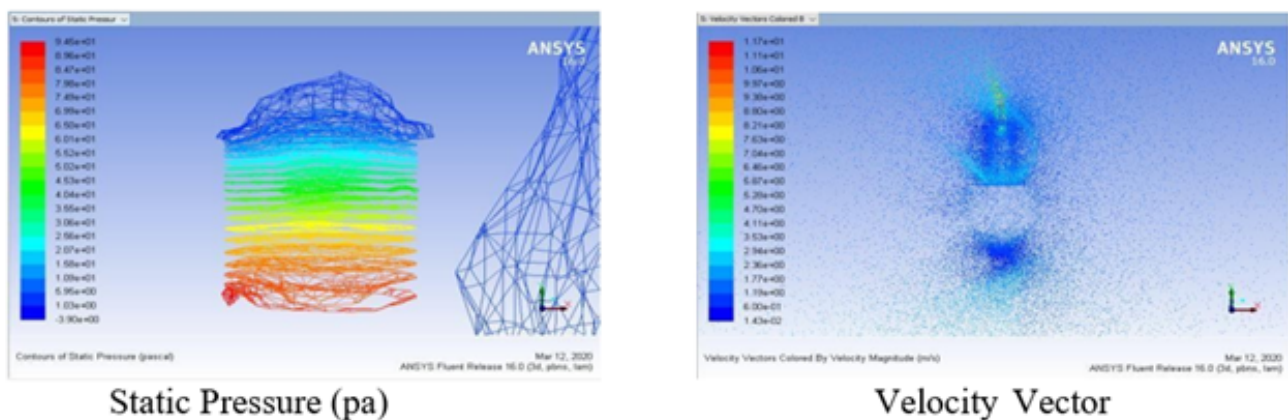 S: Contours of Static Pressur
ANSYS
16.0
9.45e+01
8.96e+01
8.47e+01
7.98e+01
7.49e+01
6.99e+01
6.50e+01
6.01e+01
5.52e+01
5.02e+01
4.53e+01
4.04e+01
3.55e+01
3.06e+01
2.56e+01
2.07e+01
1.58e+01
1.09e+01
5.95e+00
1.03e+00
-3.90e+00
Contours of Static Pressure (pascal)
Mar 12, 2020
ANSYS Fluent Release 16.0 (3d, pbns, lam)
Static Pressure (pa)
S: Velocity Vectors Colored B
ANSYS
16.0
1.17e+01
1.11e+01
1.06e+01
9.97e+00
9.38e+00
8.80e+00
8.21e+00
7.63e+00
7.04e+00
6.46e+00
5.87e+00
5.28e+00
4.70e+00
4.11e+00
3.53e+00
2.94e+00
2.36e+00
1.77e+00
1.19e+00
6.00e-01
1.43e-02
Velocity Vectors Colored By Velocity Magnitude (m/s)
Mar 12, 2020
ANSYS Fluent Release 16.0 (3d, pbns, lam)
Velocity Vector